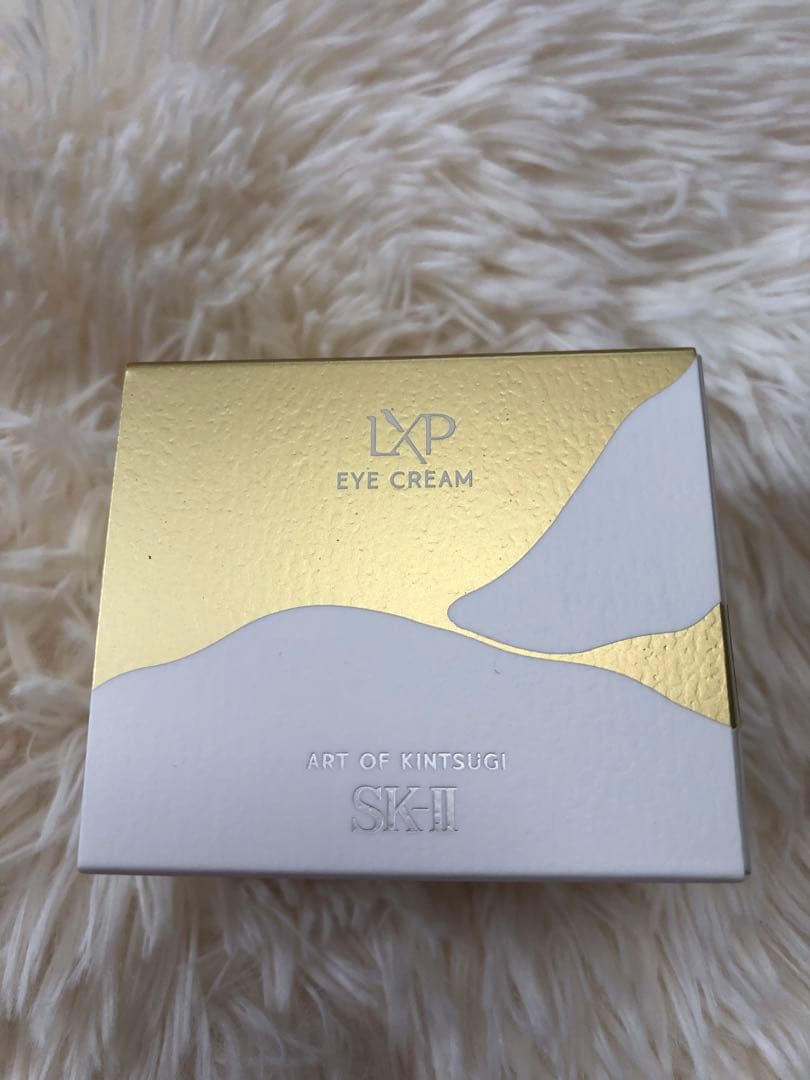 LXP
EYE CREAM
ART OF KINTSUGI
SK-II